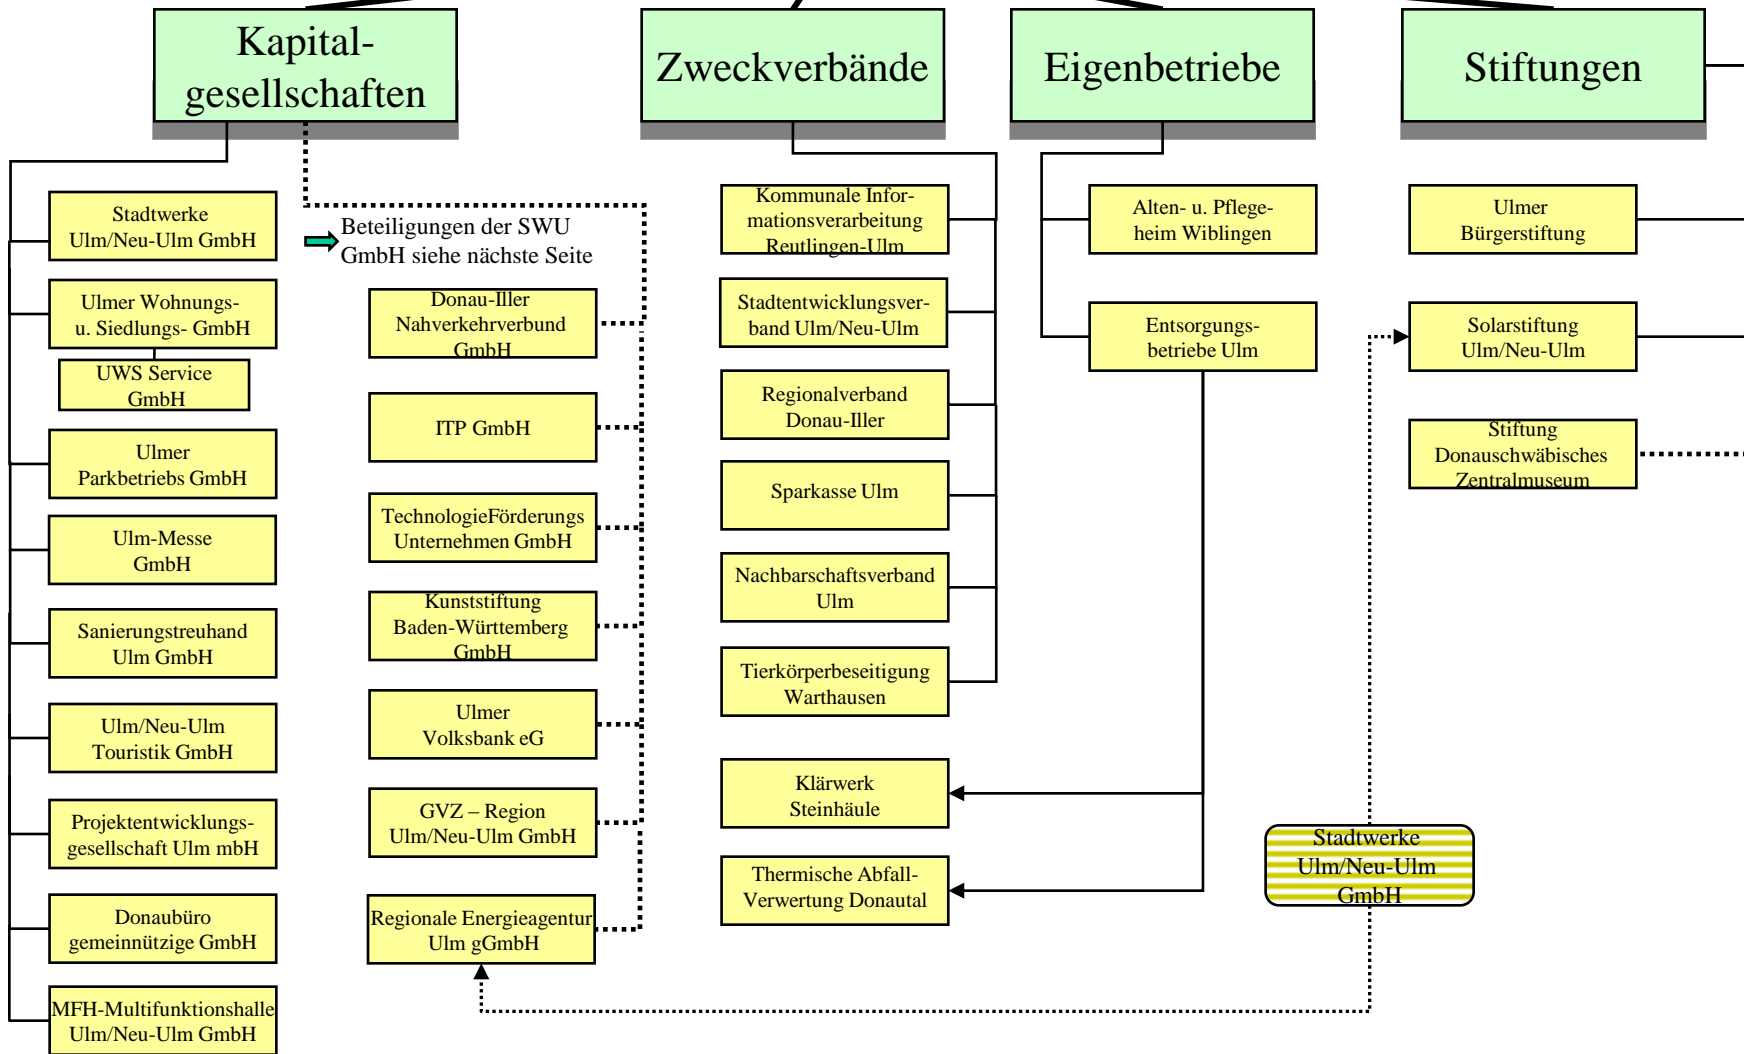 Kapital-
gesellschaften
Zweckverbände
Eigenbetriebe
Stiftungen
Stadtwerke
Ulm/Neu-Ulm GmbH
Ulmer Wohnungs-
u. Siedlungs- GmbH
UWS Service
GmbH
Ulmer
Parkbetriebs GmbH
Ulm-Messe
GmbH
Sanierungstreuhand
Ulm GmbH
Ulm/Neu-Ulm
Touristik GmbH
Projektentwicklungs-
gesellschaft Ulm mbH
Donaubüro
gemeinnützige GmbH
MFH-Multifunktionshalle
Ulm/Neu-Ulm GmbH
Beteiligungen der SWU
GmbH siehe nächste Seite
Donau-Iller
Nahverkehrverbund
GmbH
ITP GmbH
TechnologieFörderungs
Unternehmen GmbH
Kunststiftung
Baden-Württemberg
GmbH
Ulmer
Volksbank eG
GVZ – Region
Ulm/Neu-Ulm GmbH
Regionale Energieagentur
Ulm gGmbH
Kommunale Infor-
mationsverarbeitung
Reutlingen-Ulm
Stadtentwicklungsver-
band Ulm/Neu-Ulm
Regionalverband
Donau-Iller
Sparkasse Ulm
Nachbarschaftsverband
Ulm
Tierkörperbeseitigung
Warthausen
Klärwerk
Steinhäule
Thermische Abfall-
Verwertung Donautal
Alten- u. Pflege-
heim Wiblingen
Entsorgungs-
betriebe Ulm
Ulmer
Bürgerstiftung
Solarstiftung
Ulm/Neu-Ulm
Stiftung
Donauschwäbisches
Zentralmuseum
Stadtwerke
Ulm/Neu-Ulm
GmbH